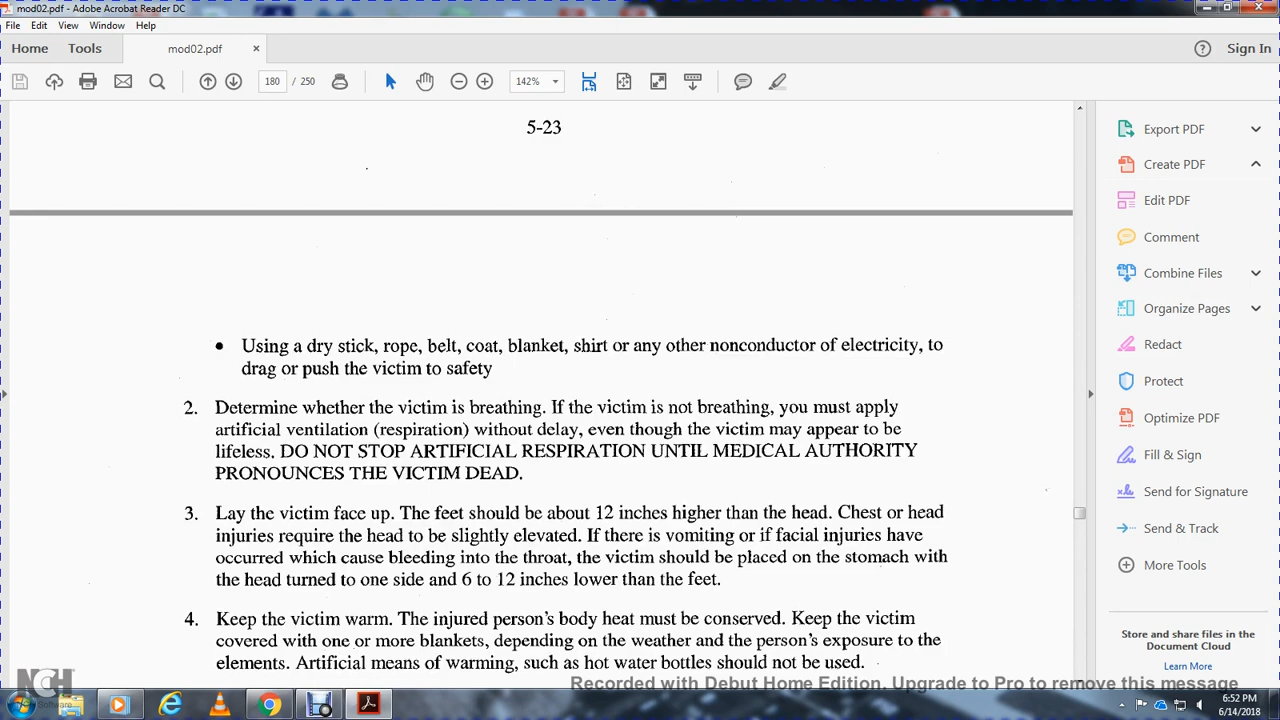 mod02.pdf - Adobe Acrobat Reader DC
File Edit View Window Help
Home Tools mod02.pdf × ? Sign In
180 / 250 142%
5-23
Export PDF
Create PDF
Edit PDF
Comment
Combine Files
Organize Pages
Redact
Protect
Optimize PDF
Fill & Sign
Send for Signature
Send & Track
More Tools
Store and share files in the
Document Cloud
Learn More
• Using a dry stick, rope, belt, coat, blanket, shirt or any other nonconductor of electricity, to
drag or push the victim to safety
2. Determine whether the victim is breathing. If the victim is not breathing, you must apply
artificial ventilation (respiration) without delay, even though the victim may appear to be
lifeless. DO NOT STOP ARTIFICIAL RESPIRATION UNTIL MEDICAL AUTHORITY
PRONOUNCES THE VICTIM DEAD.
3. Lay the victim face up. The feet should be about 12 inches higher than the head. Chest or head
injuries require the head to be slightly elevated. If there is vomiting or if facial injuries have
occurred which cause bleeding into the throat, the victim should be placed on the stomach with
the head turned to one side and 6 to 12 inches lower than the feet.
4. Keep the victim warm. The injured person's body heat must be conserved. Keep the victim
covered with one or more blankets, depending on the weather and the person's exposure to the
elements. Artificial means of warming, such as hot water bottles should not be used.
NCH
Software
Recorded with Debut Home Edition. Upgrade to Pro to remove this message
6:52 PM
6/14/2018